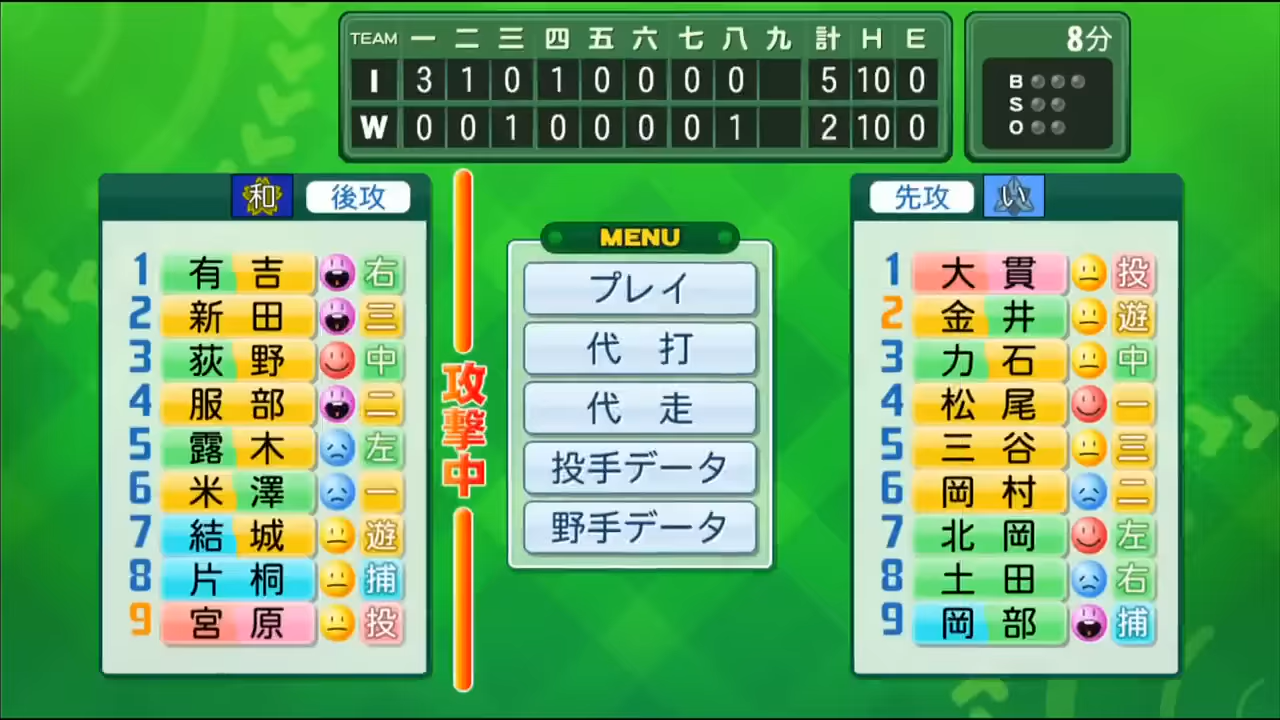 TEAM 一 二 三 四 五 六 七 八 九 計 H E
I 3 1 0 1 0 0 0 0 5 10 0
W 0 0 1 0 0 0 0 1 2 10 0
8分
B
S
O
和 後攻
1 有吉 右
2 新田 三
3 荻野 中
4 服部 二
5 露木 左
6 米澤 一
7 結城 遊
8 片桐 捕
9 宮原 投
攻撃中
MENU
プレイ
代打
代走
投手データ
野手データ
先攻 い
1 大貫 投
2 金井 遊
3 力石 中
4 松尾 一
5 三谷 三
6 岡村 二
7 北岡 左
8 土田 右
9 岡部 捕